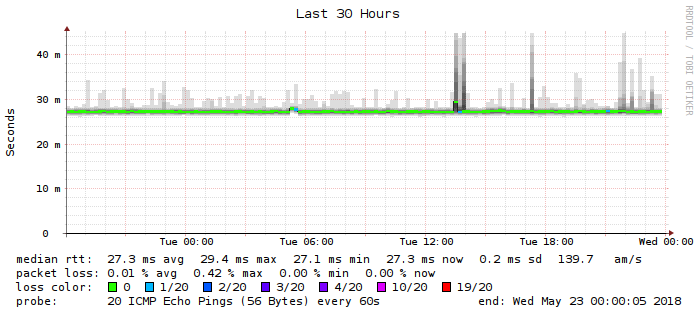 Last 30 Hours
RRDTOOL / TOBI OETIKER
Seconds
40 m
30 m
20 m
10 m
0
Tue 00:00 Tue 06:00 Tue 12:00 Tue 18:00 Wed 00:00
median rtt: 27.3 ms avg 29.4 ms max 27.1 ms min 27.3 ms now 0.2 ms sd 139.7 am/s
packet loss: 0.01 % avg 0.42 % max 0.00 % min 0.00 % now
loss color: 0 1/20 2/20 3/20 4/20 10/20 19/20
probe: 20 ICMP Echo Pings (56 Bytes) every 60s end: Wed May 23 00:00:05 2018